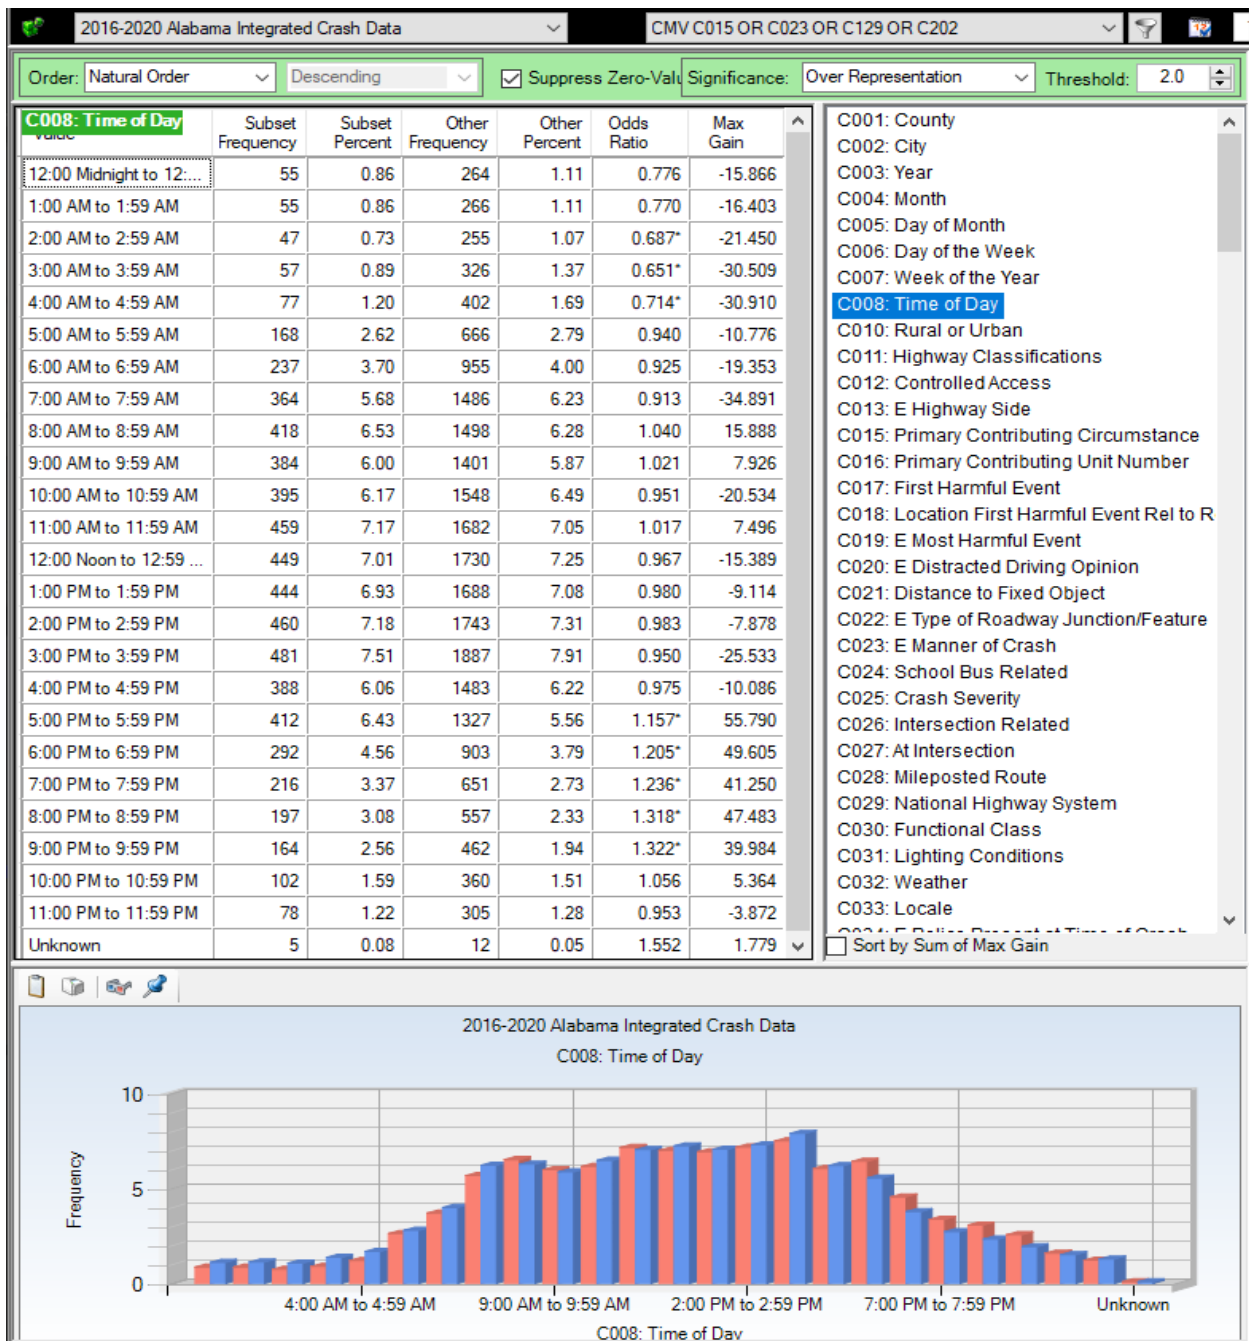 2016-2020 Alabama Integrated Crash Data CMV C015 OR C023 OR C129 OR C202
Order: Natural Order Descending Suppress Zero-Valu Significance: Over Representation Threshold: 2.0
C008: Time of Day Subset Frequency Subset Percent Other Frequency Other Percent Odds Ratio Max Gain
12:00 Midnight to 12:... 55 0.86 264 1.11 0.776 -15.866
1:00 AM to 1:59 AM 55 0.86 266 1.11 0.770 -16.403
2:00 AM to 2:59 AM 47 0.73 255 1.07 0.687* -21.450
3:00 AM to 3:59 AM 57 0.89 326 1.37 0.651* -30.509
4:00 AM to 4:59 AM 77 1.20 402 1.69 0.714* -30.910
5:00 AM to 5:59 AM 168 2.62 666 2.79 0.940 -10.776
6:00 AM to 6:59 AM 237 3.70 955 4.00 0.925 -19.353
7:00 AM to 7:59 AM 364 5.68 1486 6.23 0.913 -34.891
8:00 AM to 8:59 AM 418 6.53 1498 6.28 1.040 15.888
9:00 AM to 9:59 AM 384 6.00 1401 5.87 1.021 7.926
10:00 AM to 10:59 AM 395 6.17 1548 6.49 0.951 -20.534
11:00 AM to 11:59 AM 459 7.17 1682 7.05 1.017 7.496
12:00 Noon to 12:59 ... 449 7.01 1730 7.25 0.967 -15.389
1:00 PM to 1:59 PM 444 6.93 1688 7.08 0.980 -9.114
2:00 PM to 2:59 PM 460 7.18 1743 7.31 0.983 -7.878
3:00 PM to 3:59 PM 481 7.51 1887 7.91 0.950 -25.533
4:00 PM to 4:59 PM 388 6.06 1483 6.22 0.975 -10.086
5:00 PM to 5:59 PM 412 6.43 1327 5.56 1.157* 55.790
6:00 PM to 6:59 PM 292 4.56 903 3.79 1.205* 49.605
7:00 PM to 7:59 PM 216 3.37 651 2.73 1.236* 41.250
8:00 PM to 8:59 PM 197 3.08 557 2.33 1.318* 47.483
9:00 PM to 9:59 PM 164 2.56 462 1.94 1.322* 39.984
10:00 PM to 10:59 PM 102 1.59 360 1.51 1.056 5.364
11:00 PM to 11:59 PM 78 1.22 305 1.28 0.953 -3.872
Unknown 5 0.08 12 0.05 1.552 1.779
C001: County
C002: City
C003: Year
C004: Month
C005: Day of Month
C006: Day of the Week
C007: Week of the Year
C008: Time of Day
C010: Rural or Urban
C011: Highway Classifications
C012: Controlled Access
C013: E Highway Side
C015: Primary Contributing Circumstance
C016: Primary Contributing Unit Number
C017: First Harmful Event
C018: Location First Harmful Event Rel to R
C019: E Most Harmful Event
C020: E Distracted Driving Opinion
C021: Distance to Fixed Object
C022: E Type of Roadway Junction/Feature
C023: E Manner of Crash
C024: School Bus Related
C025: Crash Severity
C026: Intersection Related
C027: At Intersection
C028: Mileposted Route
C029: National Highway System
C030: Functional Class
C031: Lighting Conditions
C032: Weather
C033: Locale
Sort by Sum of Max Gain
2016-2020 Alabama Integrated Crash Data
C008: Time of Day
Frequency
10
5
0
4:00 AM to 4:59 AM 9:00 AM to 9:59 AM 2:00 PM to 2:59 PM 7:00 PM to 7:59 PM Unknown
C008: Time of Day